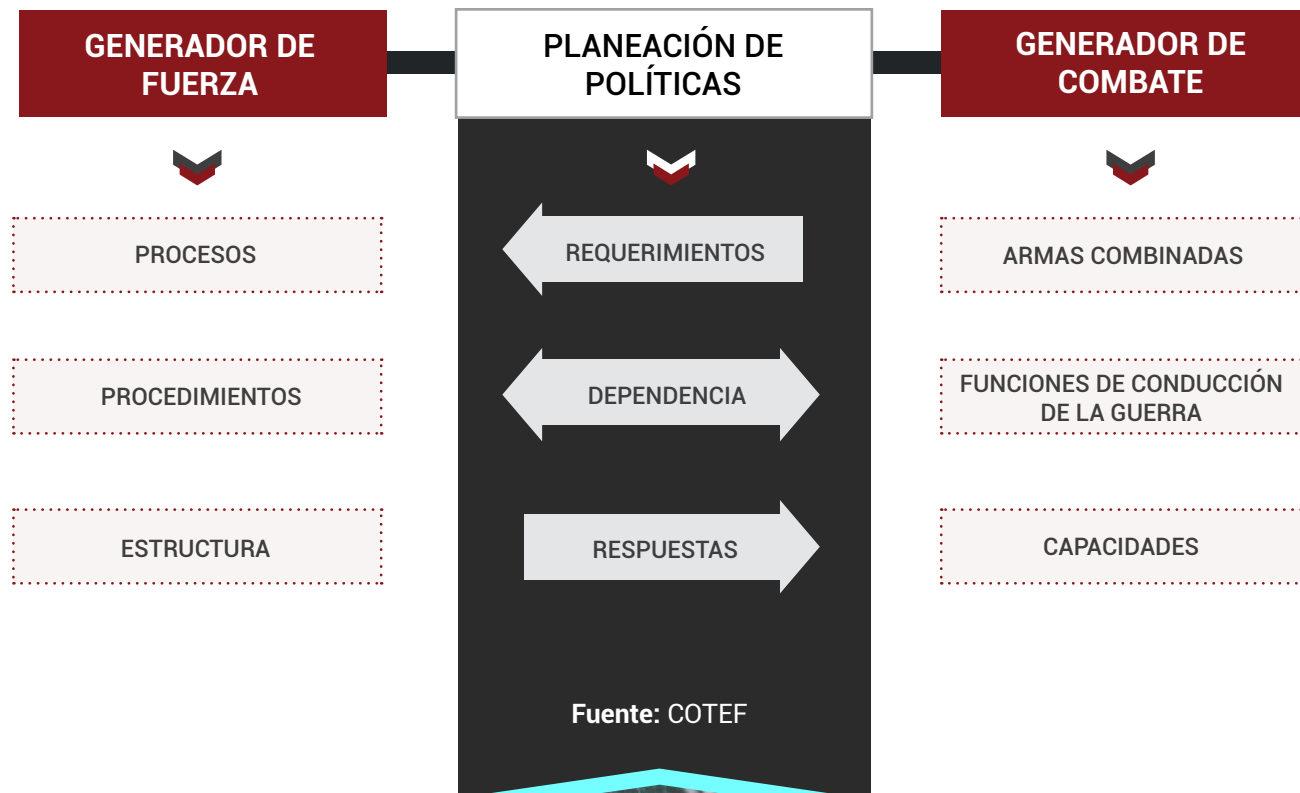 GENERADOR DE
FUERZA
PLANEACIÓN DE
POLÍTICAS
GENERADOR DE
COMBATE
PROCESOS
REQUERIMIENTOS
ARMAS COMBINADAS
PROCEDIMIENTOS
DEPENDENCIA
FUNCIONES DE CONDUCCIÓN
DE LA GUERRA
ESTRUCTURA
RESPUESTAS
CAPACIDADES
Fuente: COTEF